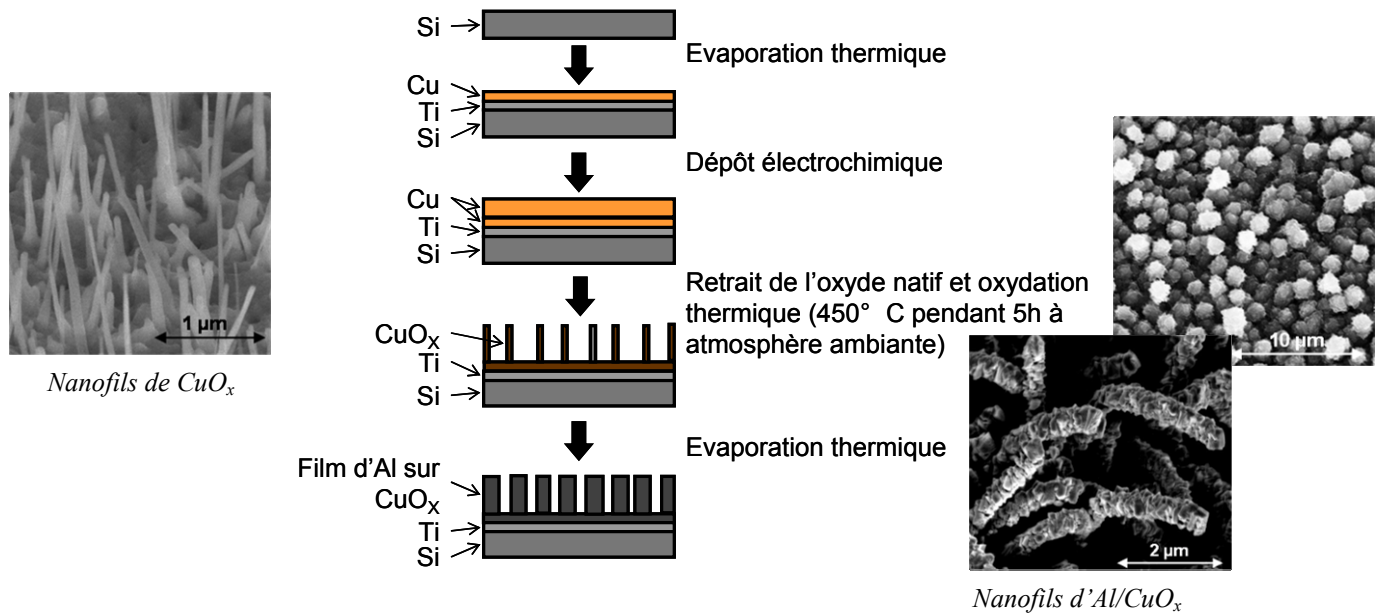 Si
Evaporation thermique
Cu
Ti
Si
Dépôt électrochimique
Cu
Ti
Si
Retrait de l'oxyde natif et oxydation
thermique (450° C pendant 5h à
atmosphère ambiante)
CuOₓ
Ti
Si
Evaporation thermique
Film d'Al sur
CuOₓ
Ti
Si
1 µm
Nanofils de CuOₓ
10 µm
2 µm
Nanofils d'Al/CuOₓ